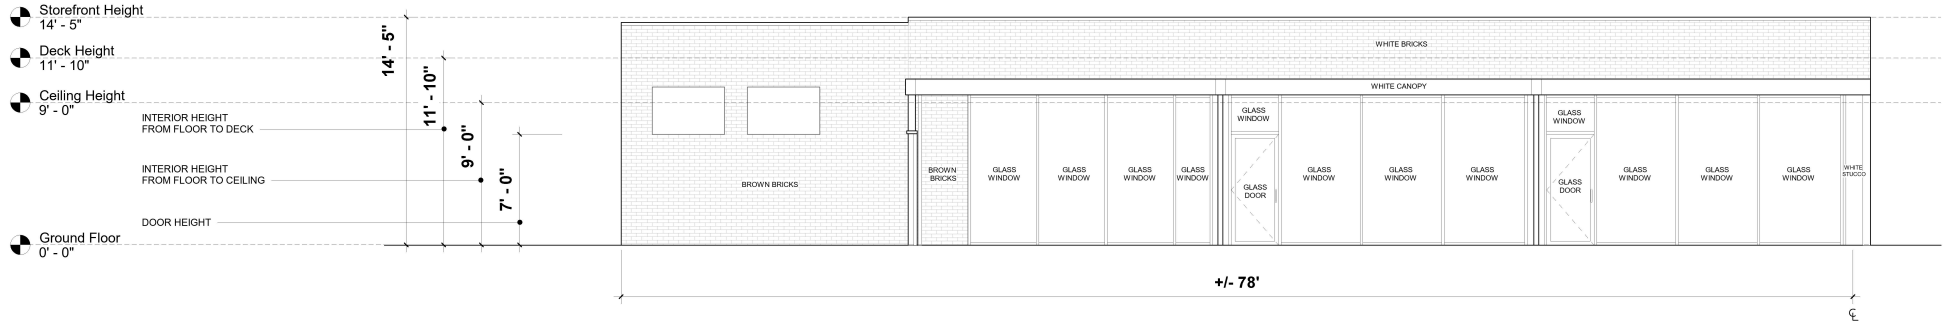 Storefront Height
14' - 5"
Deck Height
11' - 10"
Ceiling Height
9' - 0"
INTERIOR HEIGHT
FROM FLOOR TO DECK
INTERIOR HEIGHT
FROM FLOOR TO CEILING
DOOR HEIGHT
Ground Floor
0' - 0"
14' - 5"
11' - 10"
9' - 0"
7' - 0"
WHITE BRICKS
WHITE CANOPY
BROWN BRICKS
BROWN
BRICKS
GLASS
WINDOW
GLASS
WINDOW
GLASS
WINDOW
GLASS
WINDOW
GLASS
WINDOW
GLASS
DOOR
GLASS
WINDOW
GLASS
WINDOW
GLASS
WINDOW
GLASS
WINDOW
GLASS
DOOR
GLASS
WINDOW
GLASS
WINDOW
GLASS
WINDOW
WHITE
STUCCO
+/- 78'
℄